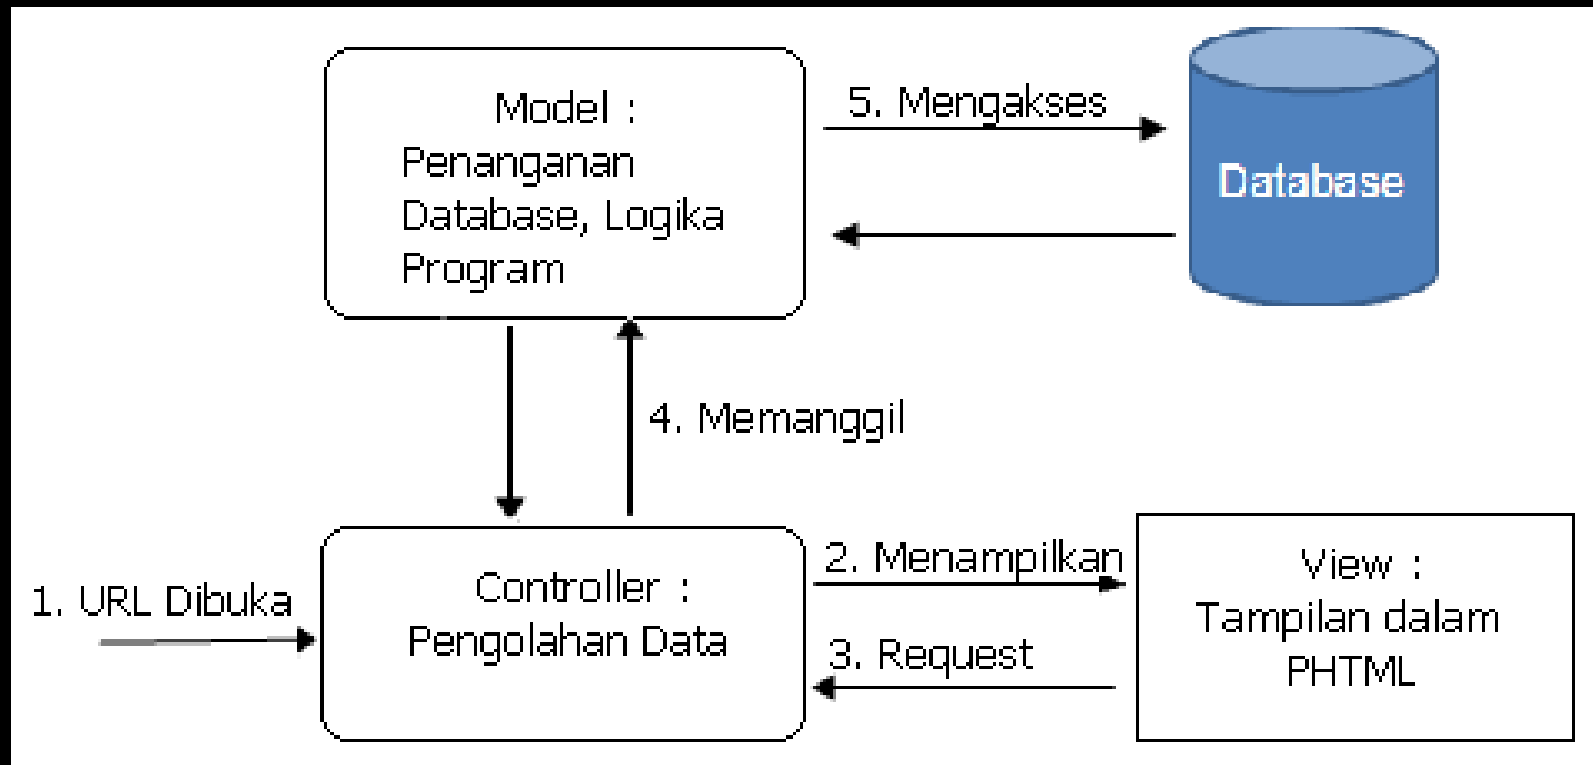 Model :
Penanganan
Database, Logika
Program
5. Mengakses
Database
4. Memanggil
1. URL Dibuka
Controller :
Pengolahan Data
2. Menampilkan
3. Request
View :
Tampilan dalam
PHTML